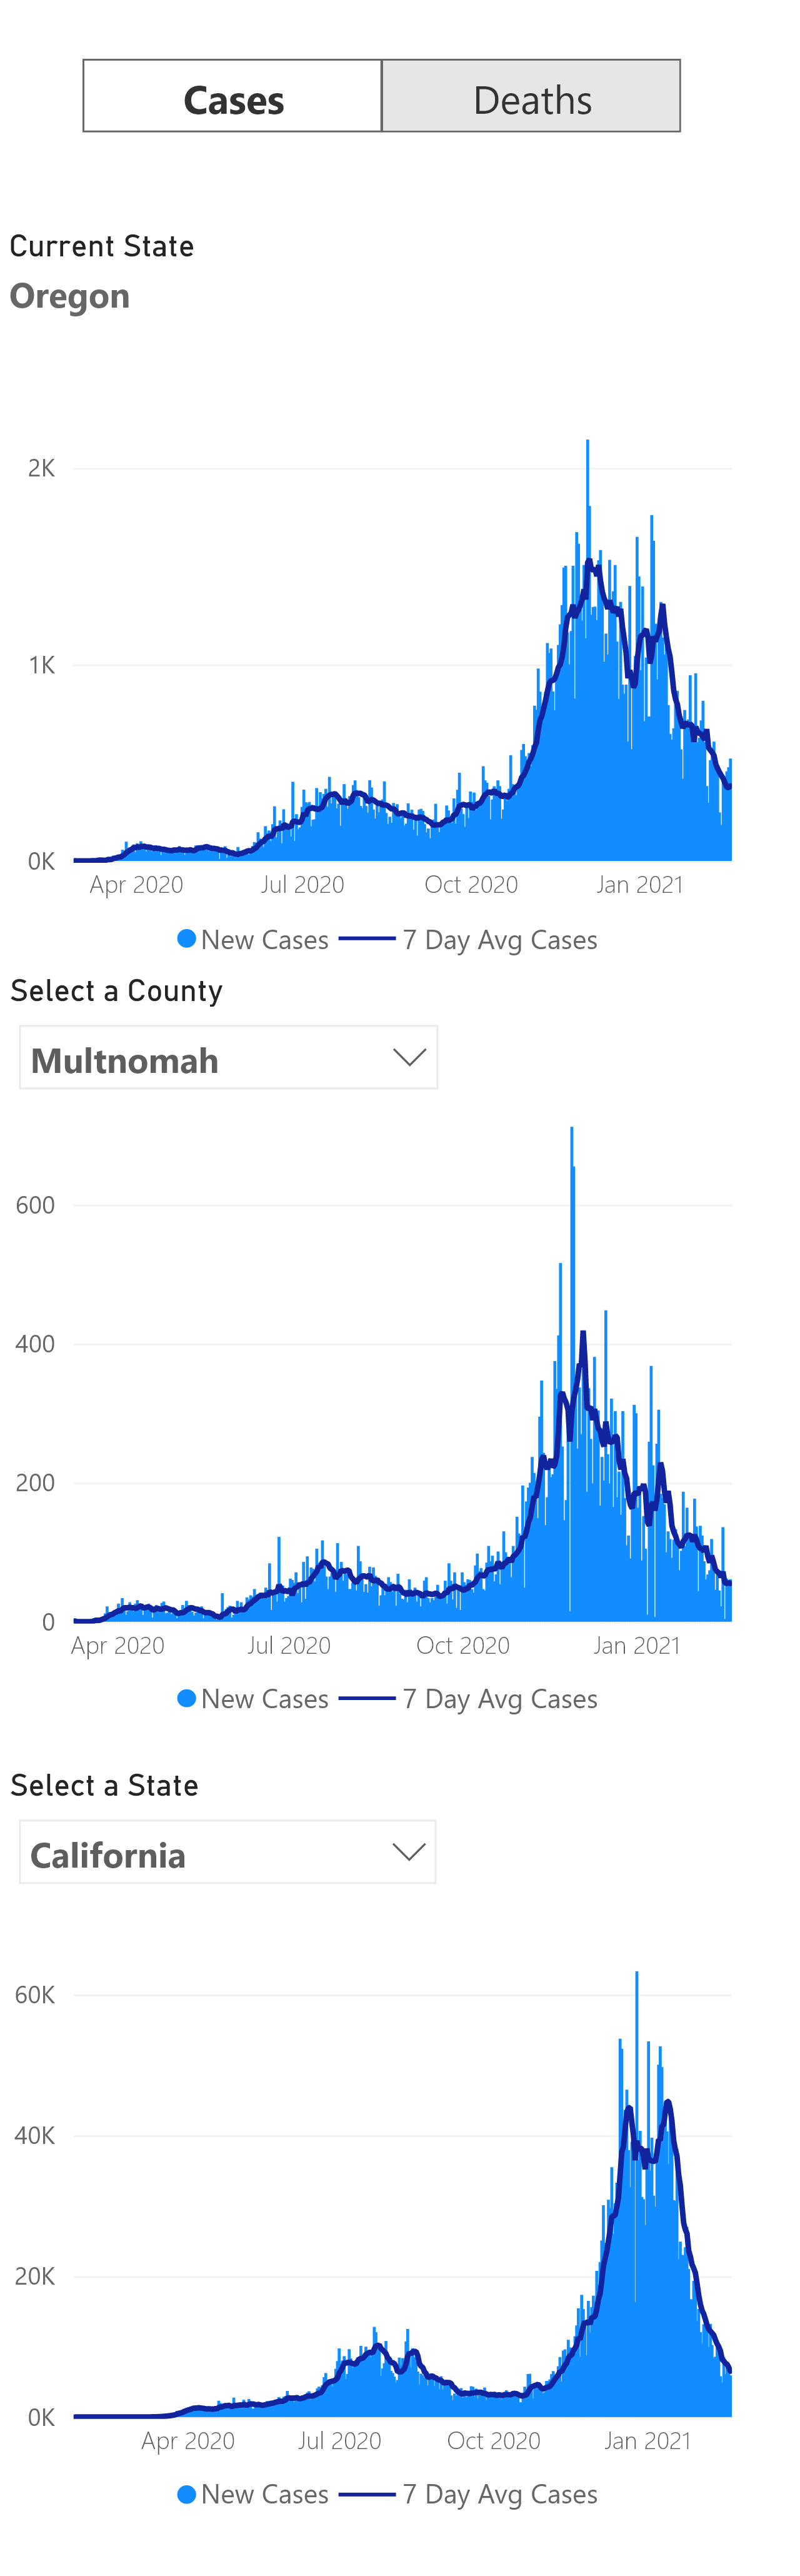 Cases Deaths
Current State
Oregon
2K
1K
0K
Apr 2020 Jul 2020 Oct 2020 Jan 2021
New Cases 7 Day Avg Cases
Select a County
Multnomah
600
400
200
0
Apr 2020 Jul 2020 Oct 2020 Jan 2021
New Cases 7 Day Avg Cases
Select a State
California
60K
40K
20K
0K
Apr 2020 Jul 2020 Oct 2020 Jan 2021
New Cases 7 Day Avg Cases